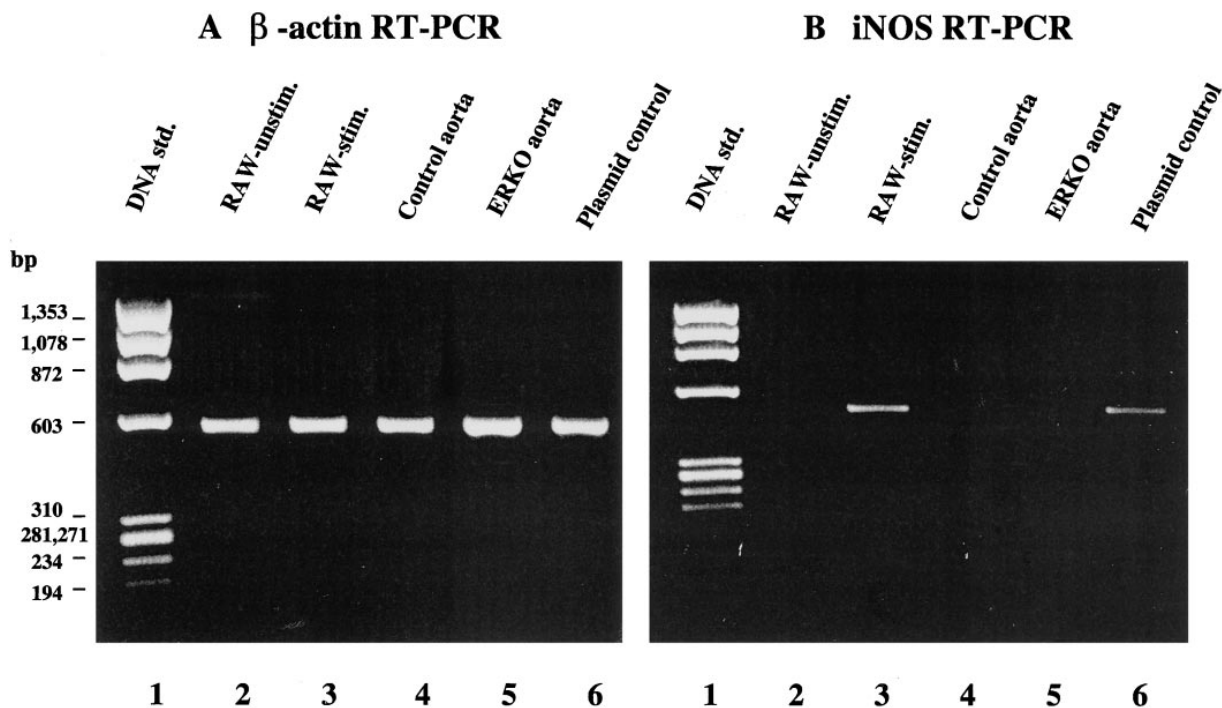 A β-actin RT-PCR
B iNOS RT-PCR
DNA std.
RAW-unstim.
RAW-stim.
Control aorta
ERKO aorta
Plasmid control
DNA std.
RAW-unstim.
RAW-stim.
Control aorta
ERKO aorta
Plasmid control
bp
1,353
1,078
872
603
310
281,271
234
194
1 2 3 4 5 6
1 2 3 4 5 6